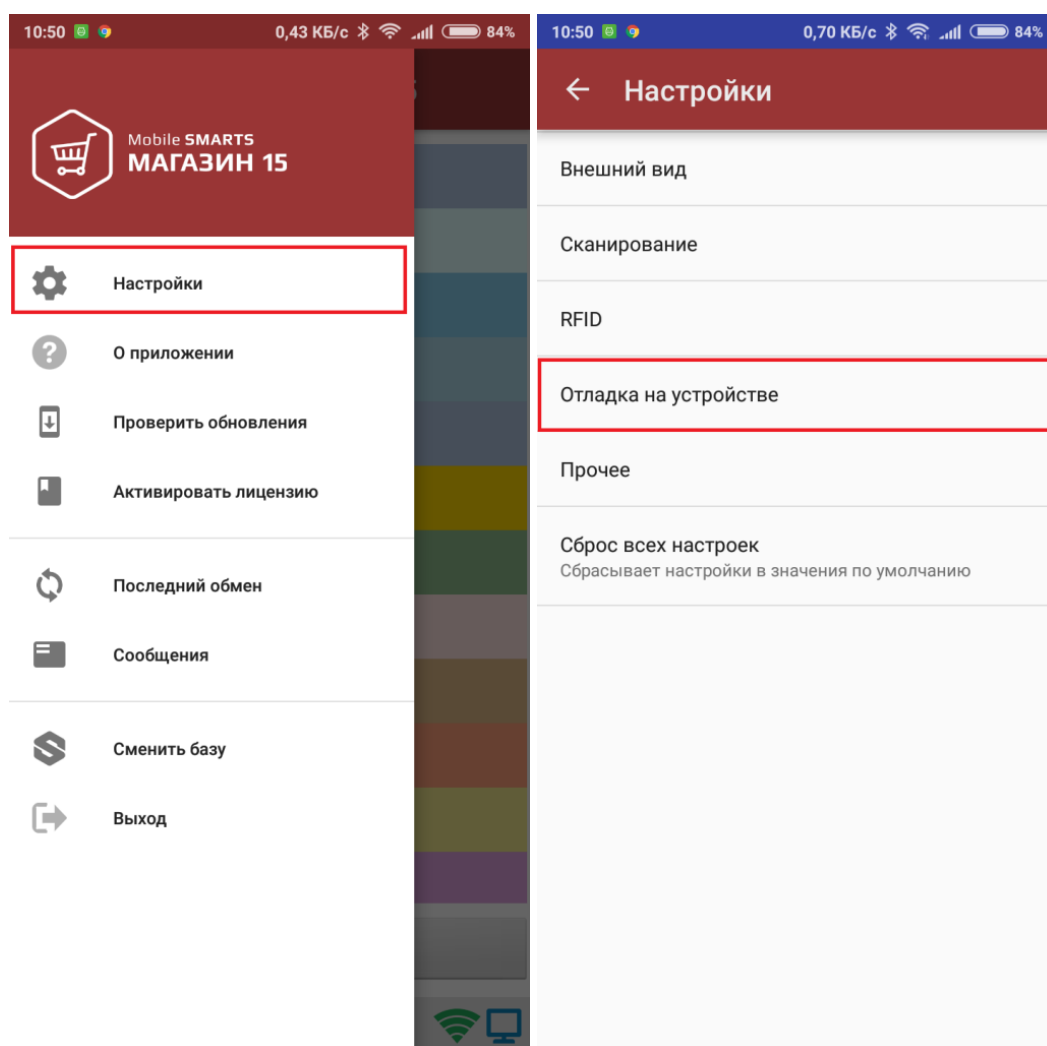 10:50 0,43 КБ/с 84%
Mobile SMARTS
МАГАЗИН 15
Настройки
О приложении
Проверить обновления
Активировать лицензию
Последний обмен
Сообщения
Сменить базу
Выход
10:50 0,70 КБ/с 84%
Настройки
Внешний вид
Сканирование
RFID
Отладка на устройстве
Прочее
Сброс всех настроек
Сбрасывает настройки в значения по умолчанию